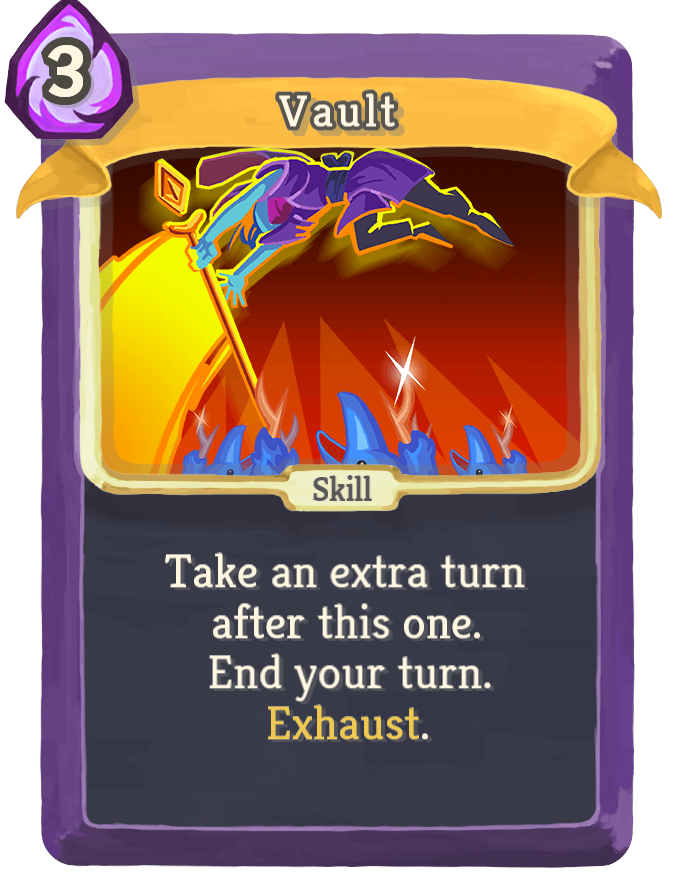 3
Vault
Skill
Take an extra turn
after this one.
End your turn.
Exhaust.